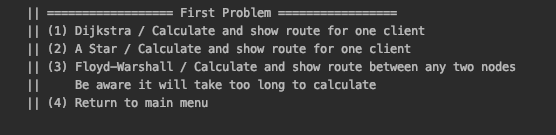 || ================== First Problem =================
|| (1) Dijkstra / Calculate and show route for one client
|| (2) A Star / Calculate and show route for one client
|| (3) Floyd-Warshall / Calculate and show route between any two nodes
||     Be aware it will take too long to calculate
|| (4) Return to main menu